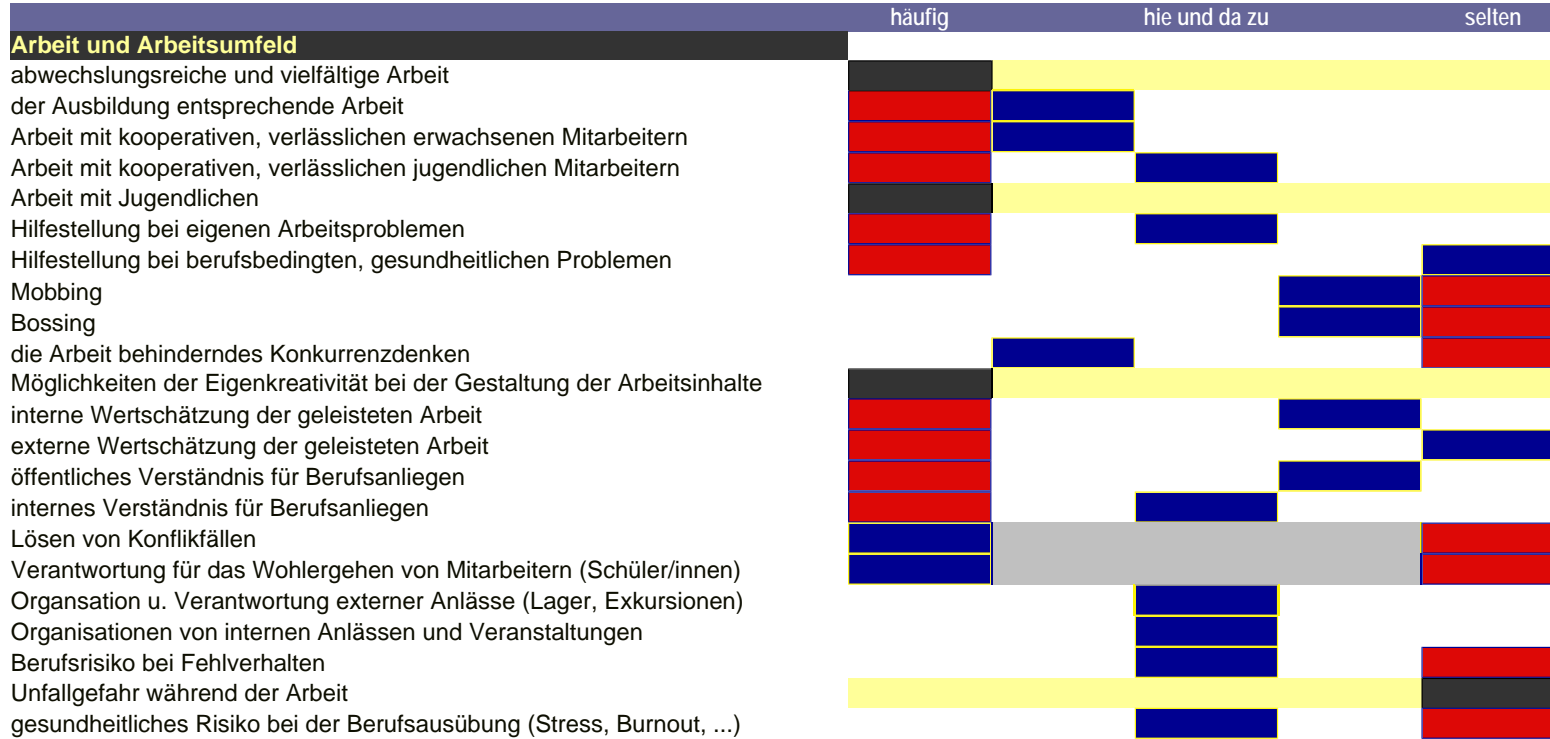 häufig hie und da zu selten
Arbeit und Arbeitsumfeld
abwechslungsreiche und vielfältige Arbeit
der Ausbildung entsprechende Arbeit
Arbeit mit kooperativen, verlässlichen erwachsenen Mitarbeitern
Arbeit mit kooperativen, verlässlichen jugendlichen Mitarbeitern
Arbeit mit Jugendlichen
Hilfestellung bei eigenen Arbeitsproblemen
Hilfestellung bei berufsbedingten, gesundheitlichen Problemen
Mobbing
Bossing
die Arbeit behinderndes Konkurrenzdenken
Möglichkeiten der Eigenkreativität bei der Gestaltung der Arbeitsinhalte
interne Wertschätzung der geleisteten Arbeit
externe Wertschätzung der geleisteten Arbeit
öffentliches Verständnis für Berufsanliegen
internes Verständnis für Berufsanliegen
Lösen von Konflikfällen
Verantwortung für das Wohlergehen von Mitarbeitern (Schüler/innen)
Organsation u. Verantwortung externer Anlässe (Lager, Exkursionen)
Organisationen von internen Anlässen und Veranstaltungen
Berufsrisiko bei Fehlverhalten
Unfallgefahr während der Arbeit
gesundheitliches Risiko bei der Berufsausübung (Stress, Burnout, ...)